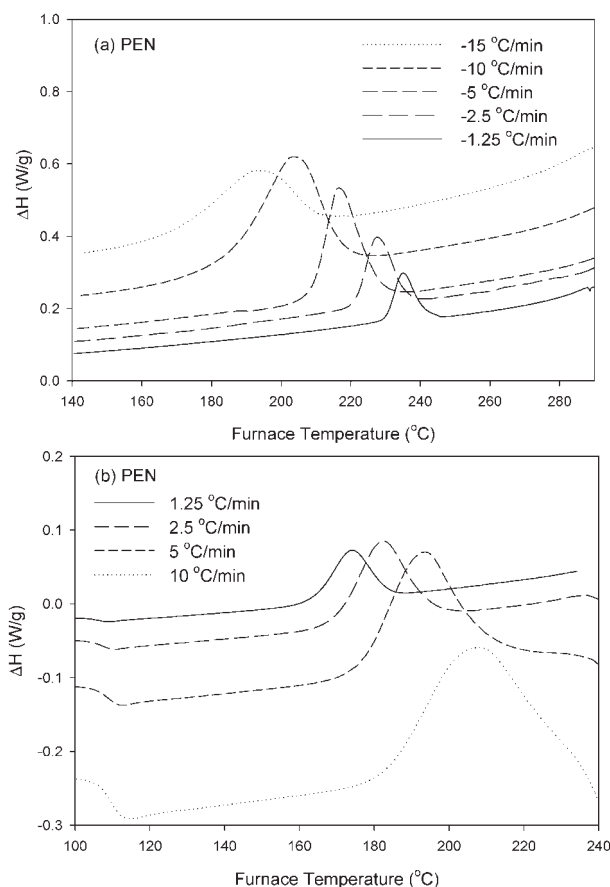 (a) PEN
-15 °C/min
-10 °C/min
-5 °C/min
-2.5 °C/min
-1.25 °C/min
ΔH (W/g)
1.0
0.8
0.6
0.4
0.2
0.0
140 160 180 200 220 240 260 280
Furnace Temperature (°C)
(b) PEN
1.25 °C/min
2.5 °C/min
5 °C/min
10 °C/min
ΔH (W/g)
0.2
0.1
0.0
-0.1
-0.2
-0.3
100 120 140 160 180 200 220 240
Furnace Temperature (°C)